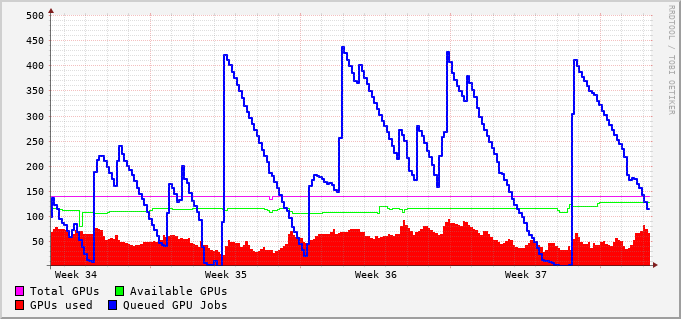 500
450
400
350
300
250
200
150
100
50
Week 34 Week 35 Week 36 Week 37
Total GPUs Available GPUs
GPUs used Queued GPU Jobs
RRDTOOL / TOBI OETIKER